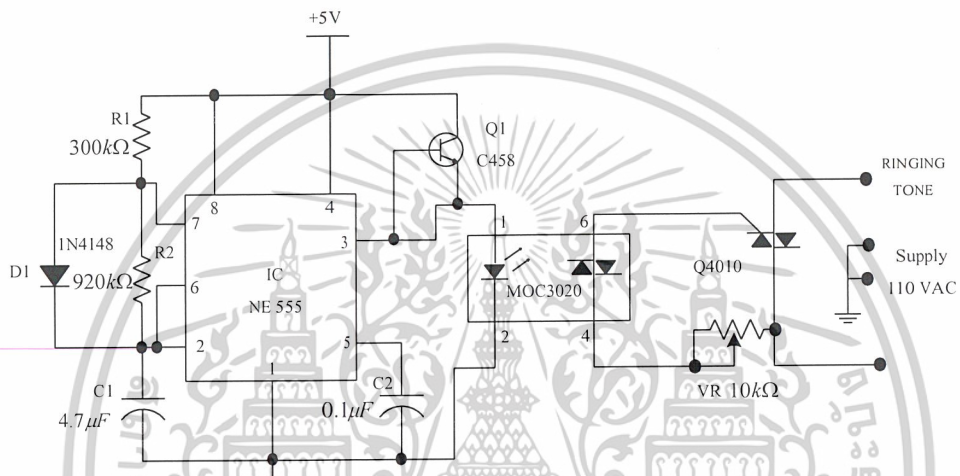 +5V
R1
300kΩ
Q1
C458
8
4
7
3
1N4148
D1
R2
920kΩ
6
IC
NE 555
2
5
1
C1
4.7μF
C2
0.1μF
1
6
MOC3020
2
4
Q4010
VR 10kΩ
RINGING
TONE
Supply
110 VAC